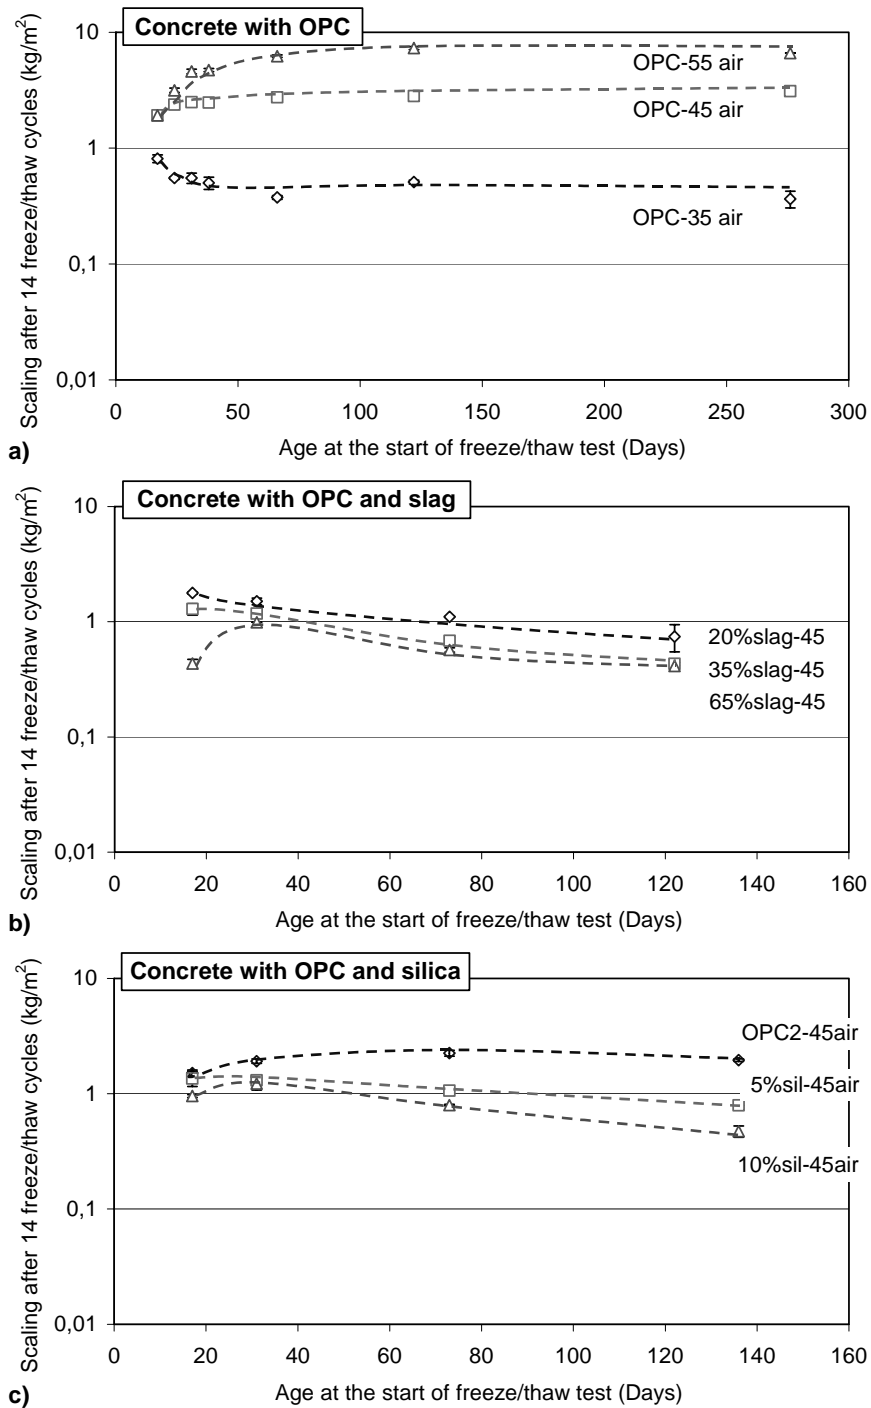 Concrete with OPC
Scaling after 14 freeze/thaw cycles (kg/m²)
10
1
0,1
0,01
OPC-55 air
OPC-45 air
OPC-35 air
0 50 100 150 200 250 300
Age at the start of freeze/thaw test (Days)
a)
Concrete with OPC and slag
Scaling after 14 freeze/thaw cycles (kg/m²)
10
1
0,1
0,01
20%slag-45
35%slag-45
65%slag-45
0 20 40 60 80 100 120 140 160
Age at the start of freeze/thaw test (Days)
b)
Concrete with OPC and silica
Scaling after 14 freeze/thaw cycles (kg/m²)
10
1
0,1
0,01
OPC2-45air
5%sil-45air
10%sil-45air
0 20 40 60 80 100 120 140 160
Age at the start of freeze/thaw test (Days)
c)